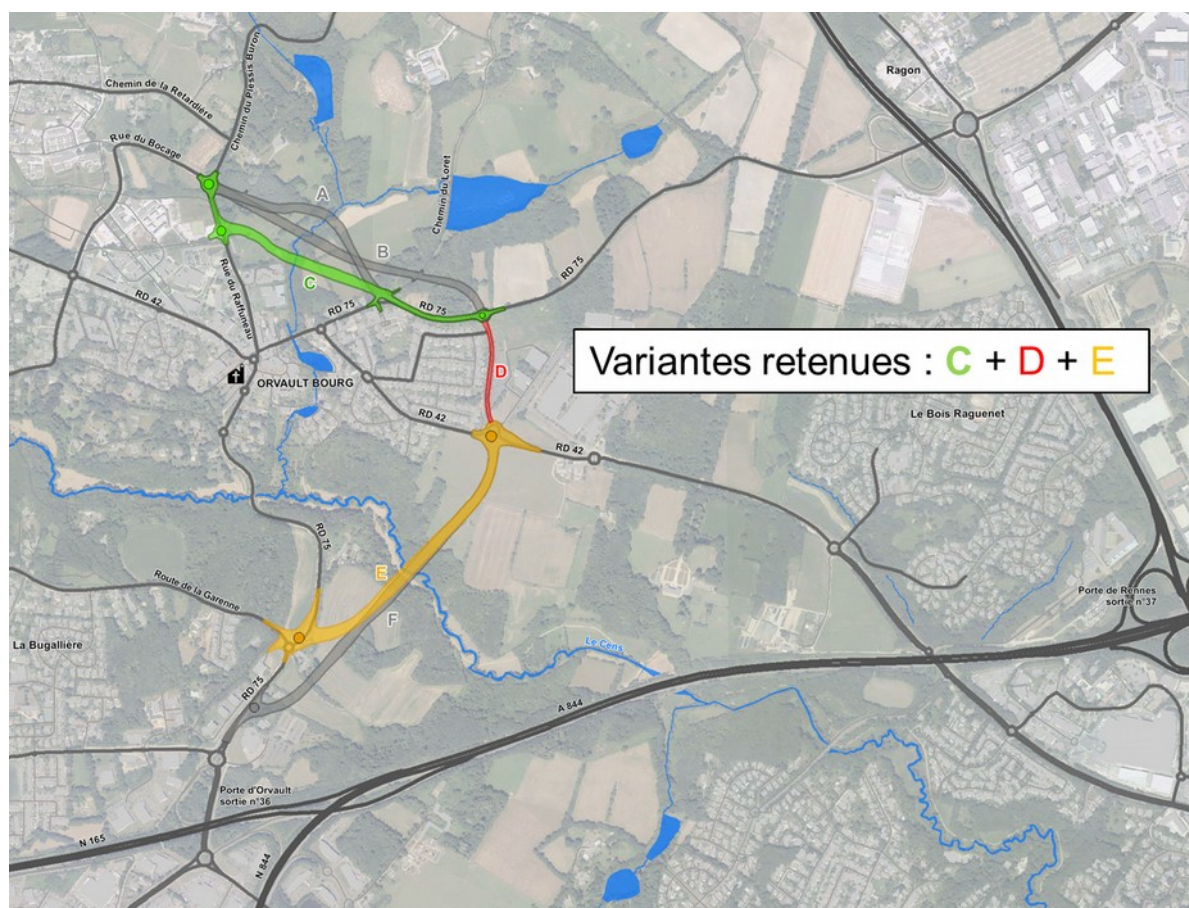 Chemin du Plessis Buron
Chemin de la Retardière
Rue du Bocage
Ragon
A
Chemin du Loret
B
RD 75
C
Rue du Raffuneau
RD 42
RD 75
RD 75
Variantes retenues : C + D + E
D
ORVAULT BOURG
RD 42
Le Bois Raguenet
RD 42
RD 75
E
Route de la Garenne
F
Porte de Rennes
sortie n°37
La Bugallière
Le Cens
RD 75
A 844
Porte d'Orvault
sortie n°36
N 165
N 844